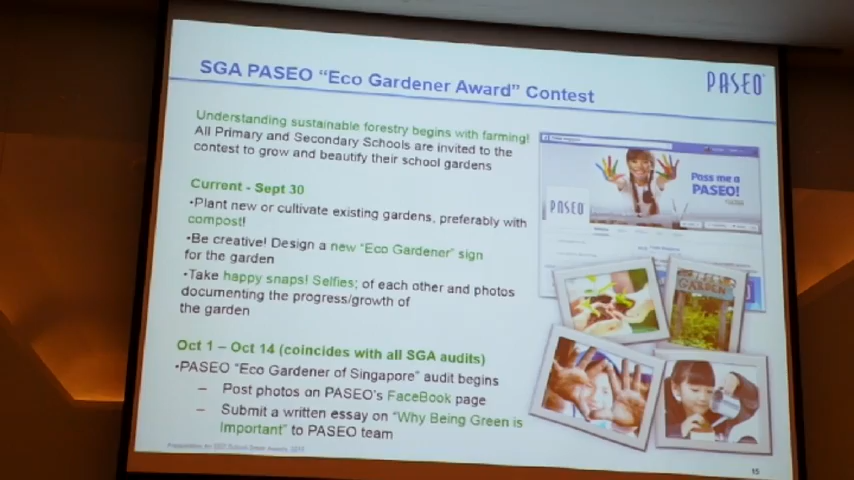 SGA PASEO “Eco Gardener Award” Contest
PASEO
Understanding sustainable forestry begins with farming!
All Primary and Secondary Schools are invited to the
contest to grow and beautify their school gardens
Current - Sept 30
•Plant new or cultivate existing gardens, preferably with
compost!
•Be creative! Design a new “Eco Gardener” sign
for the garden
•Take happy snaps! Selfies; of each other and photos
documenting the progress/growth of
the garden
Oct 1 – Oct 14 (coincides with all SGA audits)
•PASEO “Eco Gardener of Singapore” audit begins
– Post photos on PASEO's FaceBook page
– Submit a written essay on “Why Being Green is
Important” to PASEO team
Pass me a
PASEO!
PASEO
GARDEN
15